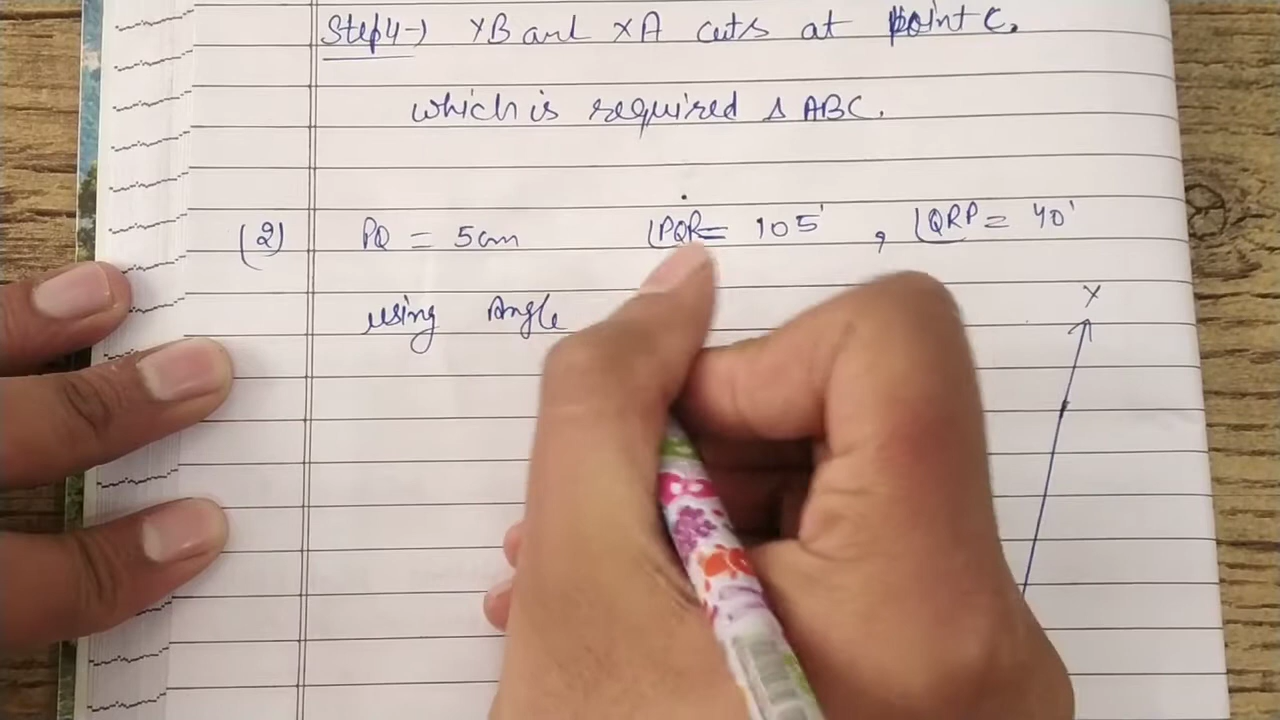 Step4→ YB and XA cuts at point C.
which is required Δ ABC.
(2) PQ = 5cm ∠PQR = 105°, ∠QRP = 40°
using Angle
Y